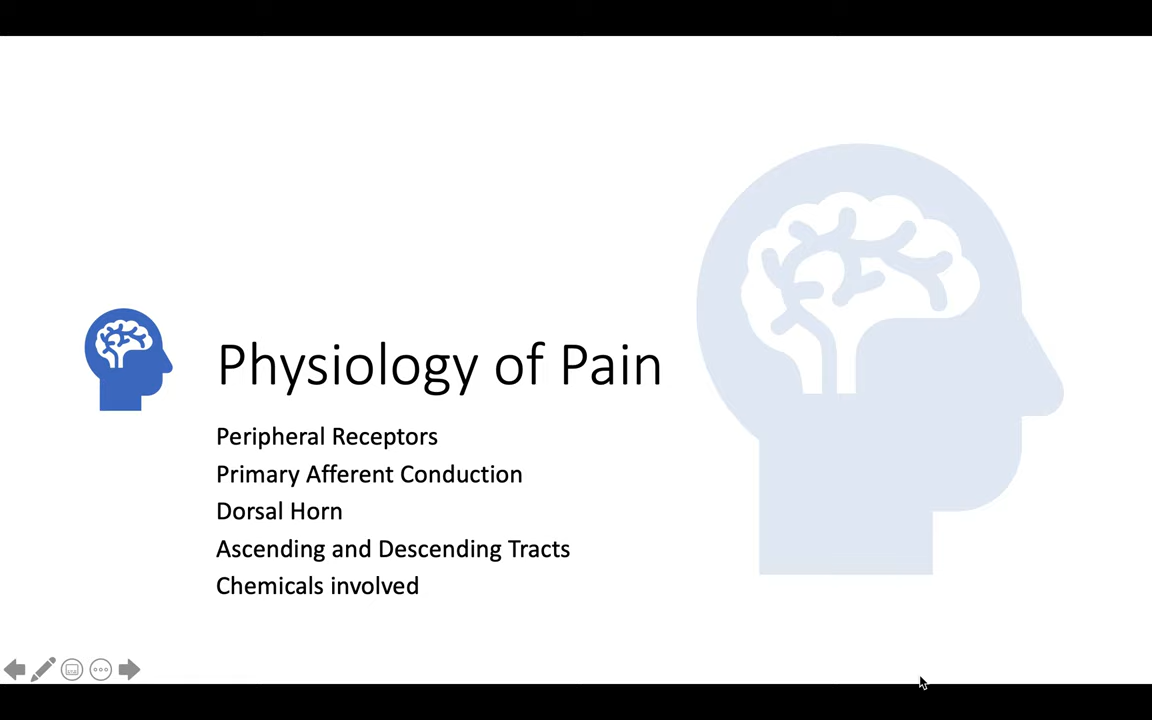 Physiology of Pain
Peripheral Receptors
Primary Afferent Conduction
Dorsal Horn
Ascending and Descending Tracts
Chemicals involved